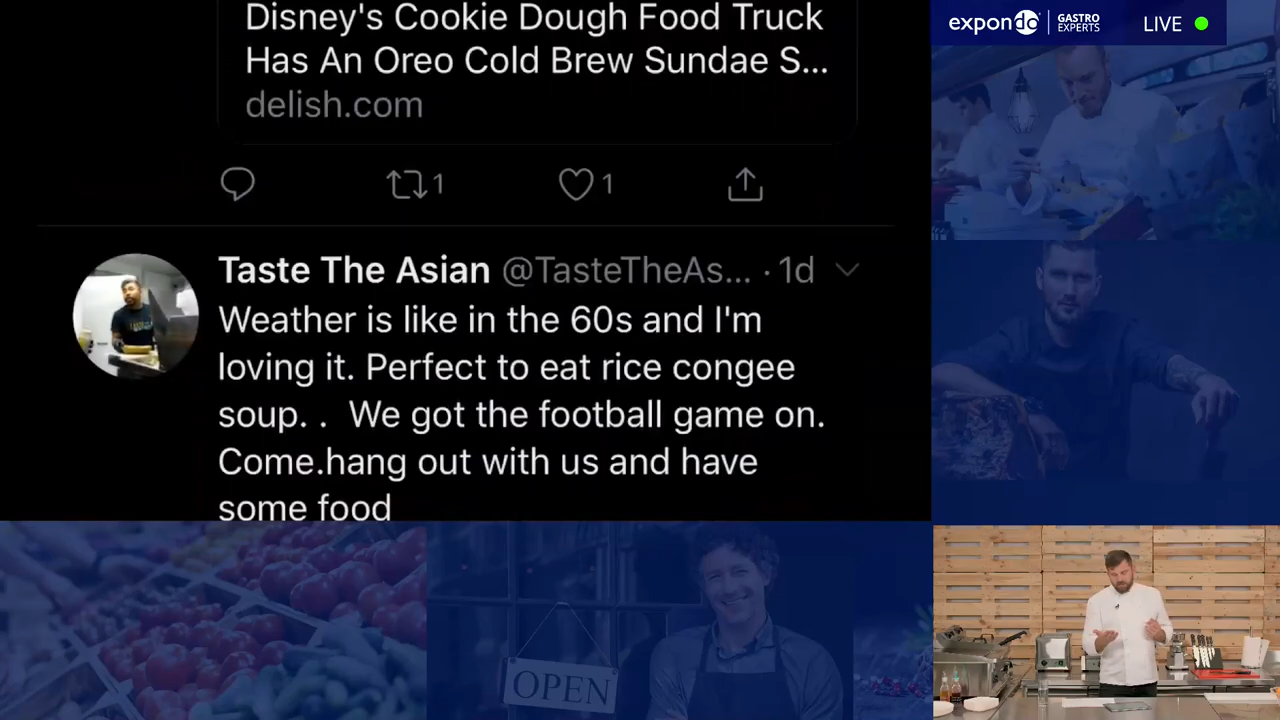 Disney's Cookie Dough Food Truck
Has An Oreo Cold Brew Sundae S...
delish.com
1
1
Taste The Asian @TasteTheAs... · 1d
Weather is like in the 60s and I'm
loving it. Perfect to eat rice congee
soup. .  We got the football game on.
Come.hang out with us and have
some food
expondo GASTRO
EXPERTS
LIVE
OPEN